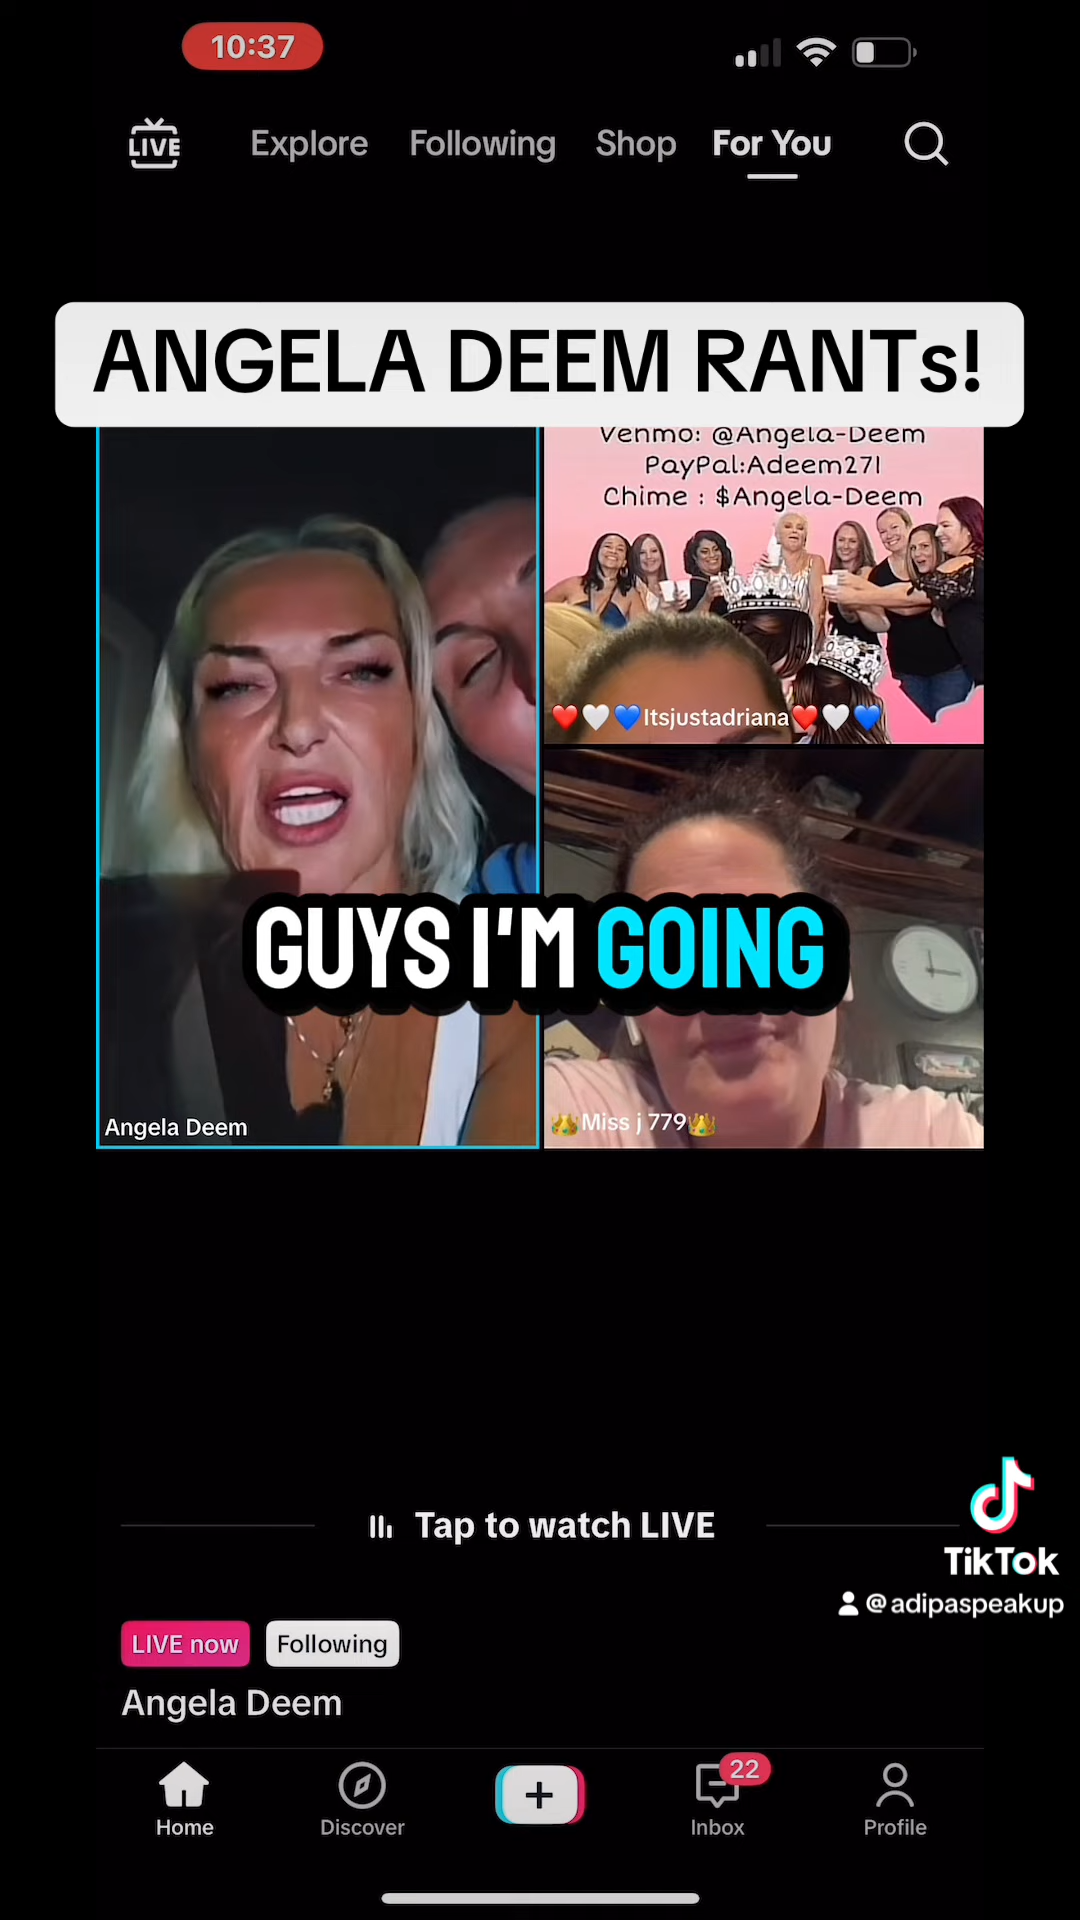 10:37
LIVE Explore Following Shop For You
ANGELA DEEM RANTs!
Venmo: @Angela-Deem
PayPal:Adeem271
Chime : $Angela-Deem
❤️🤍💙Itsjustadriana❤️🤍💙
GUYS I'M GOING
Angela Deem
👑Miss j 779👑
Tap to watch LIVE
TikTok
@adipaspeakup
LIVE now Following
Angela Deem
22
Home Discover Inbox Profile